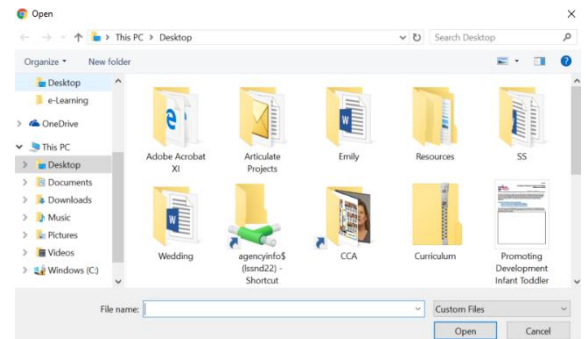 Open
This PC > Desktop
Search Desktop
Organize
New folder
Desktop
e-Learning
OneDrive
This PC
Desktop
Documents
Downloads
Music
Pictures
Videos
Windows (C:)
Adobe Acrobat
XI
Articulate
Projects
Emily
Resources
SS
Wedding
agencyinfo$
(lssnd22) -
Shortcut
CCA
Curriculum
Promoting
Development
Infant Toddler
File name:
Custom Files
Open
Cancel